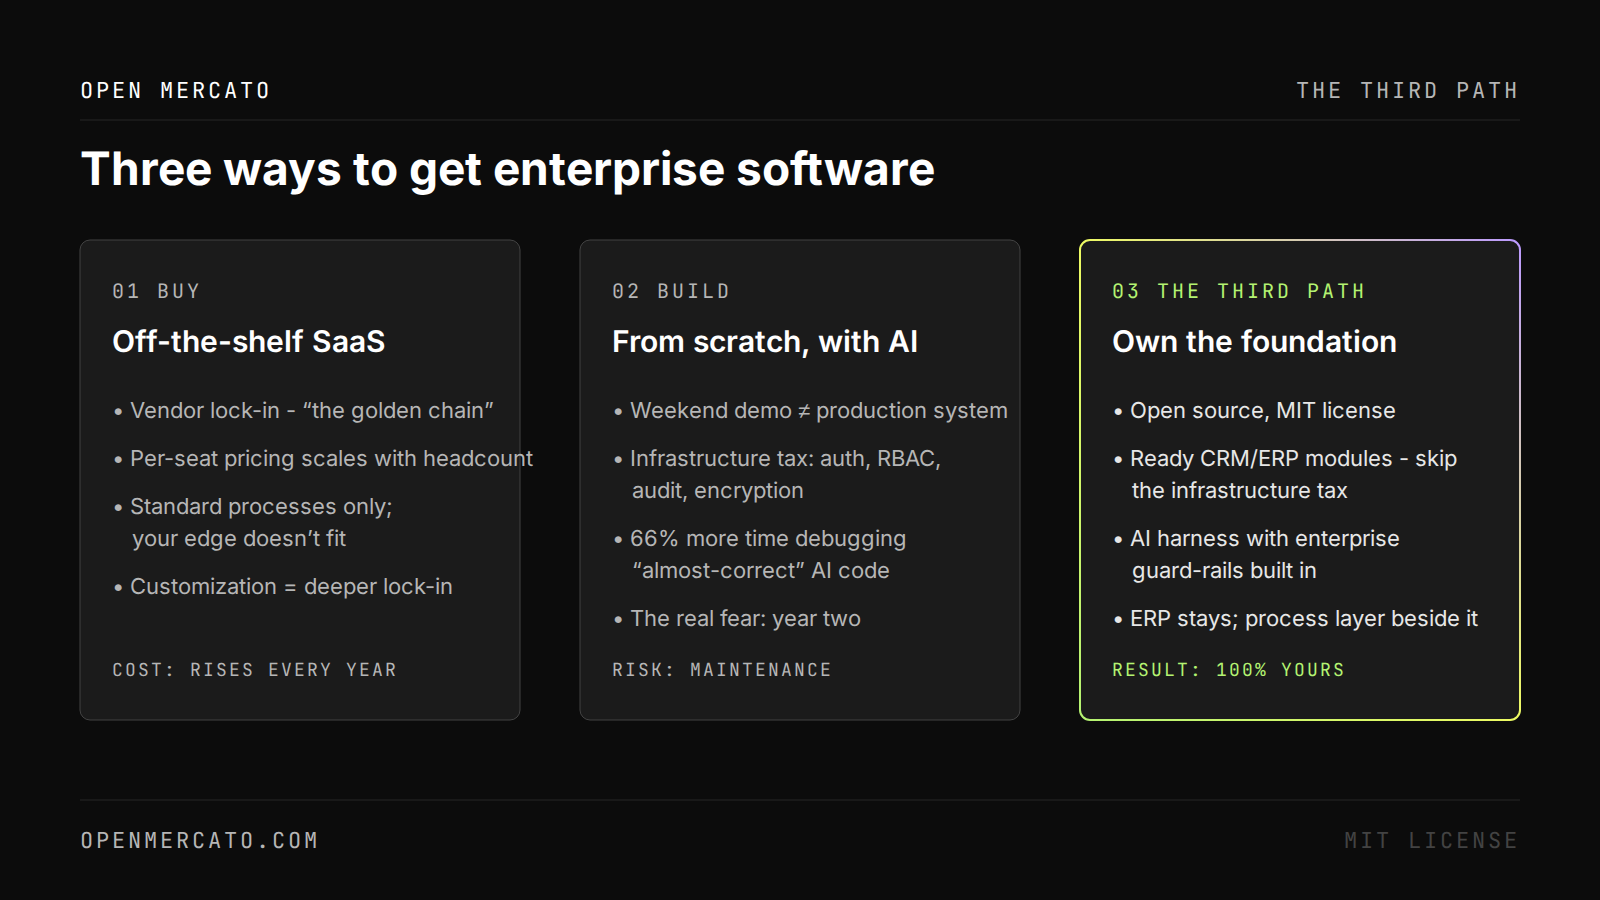 OPEN MERCATO
THE THIRD PATH
Three ways to get enterprise software
01 BUY
Off-the-shelf SaaS
• Vendor lock-in - “the golden chain”
• Per-seat pricing scales with headcount
• Standard processes only;
your edge doesn’t fit
• Customization = deeper lock-in
COST: RISES EVERY YEAR
02 BUILD
From scratch, with AI
• Weekend demo ≠ production system
• Infrastructure tax: auth, RBAC,
audit, encryption
• 66% more time debugging
“almost-correct” AI code
• The real fear: year two
RISK: MAINTENANCE
03 THE THIRD PATH
Own the foundation
• Open source, MIT license
• Ready CRM/ERP modules - skip
the infrastructure tax
• AI harness with enterprise
guard-rails built in
• ERP stays; process layer beside it
RESULT: 100% YOURS
OPENMERCATO.COM
MIT LICENSE